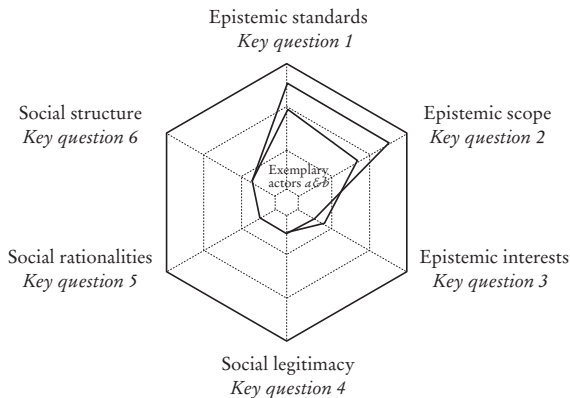 Epistemic standards
Key question 1
Social structure
Key question 6
Epistemic scope
Key question 2
Exemplary
actors a&b
Social rationalities
Key question 5
Epistemic interests
Key question 3
Social legitimacy
Key question 4